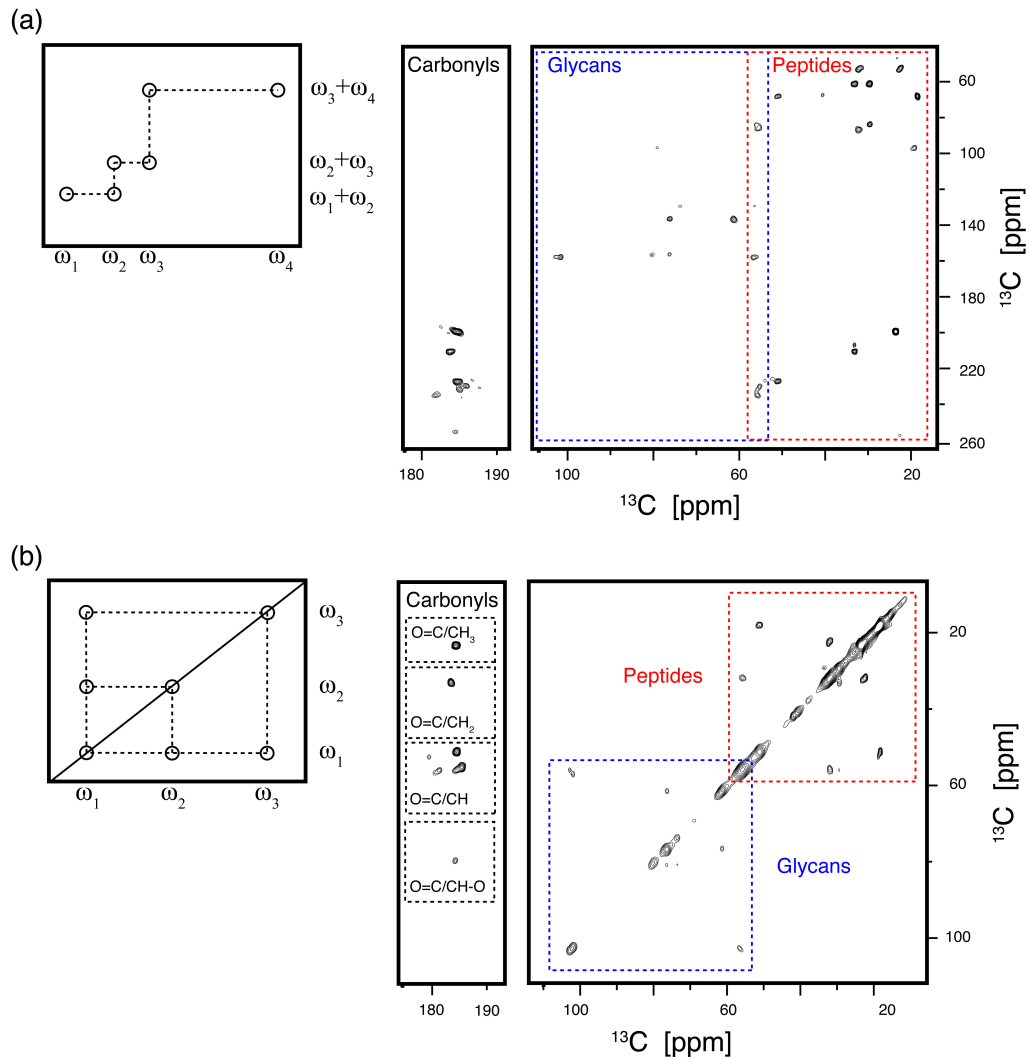 (a)
Carbonyls
Glycans
Peptides
ω3+ω4
ω2+ω3
ω1+ω2
ω1 ω2 ω3 ω4
60
100
140
180
220
260
13C [ppm]
180 190
100 60 20
13C [ppm]
(b)
Carbonyls
O=C/CH3
O=C/CH2
O=C/CH
O=C/CH-O
Peptides
Glycans
ω3
ω2
ω1
ω1 ω2 ω3
20
60
100
13C [ppm]
180 190
100 60 20
13C [ppm]